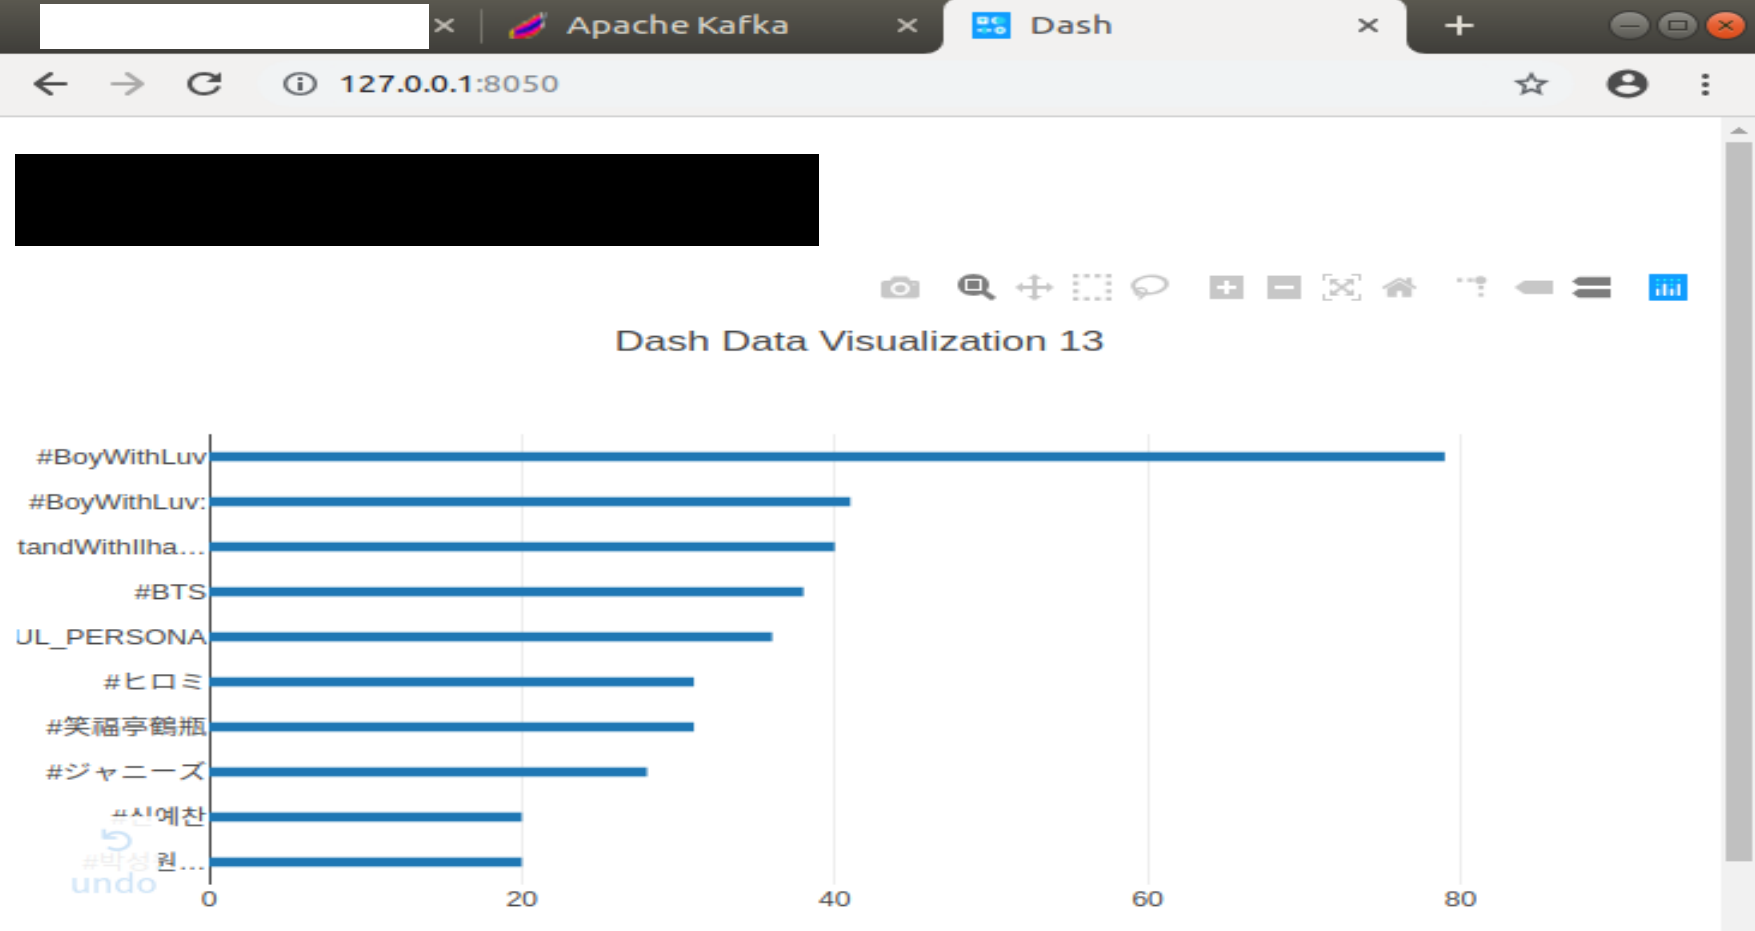 Apache Kafka
Dash
127.0.0.1:8050
Dash Data Visualization 13
#BoyWithLuv
#BoyWithLuv:
tandWithIlha…
#BTS
UL_PERSONA
#ヒロミ
#笑福亭鶴瓶
#ジャニーズ
#신예찬
#박성원…
undo
0 20 40 60 80